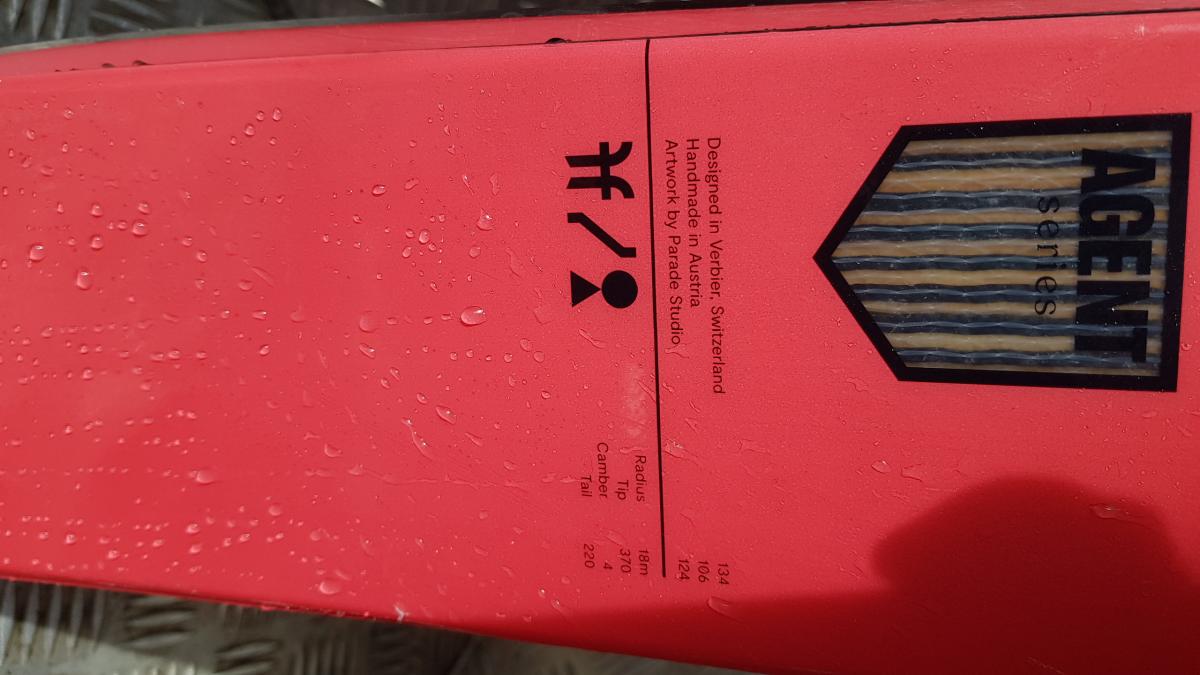 AGENT
series
Designed in Verbier, Switzerland
Handmade in Austria
Artwork by Parade Studio
134
106
124
Radius 18m
Tip 370
Camber 4
Tail 220